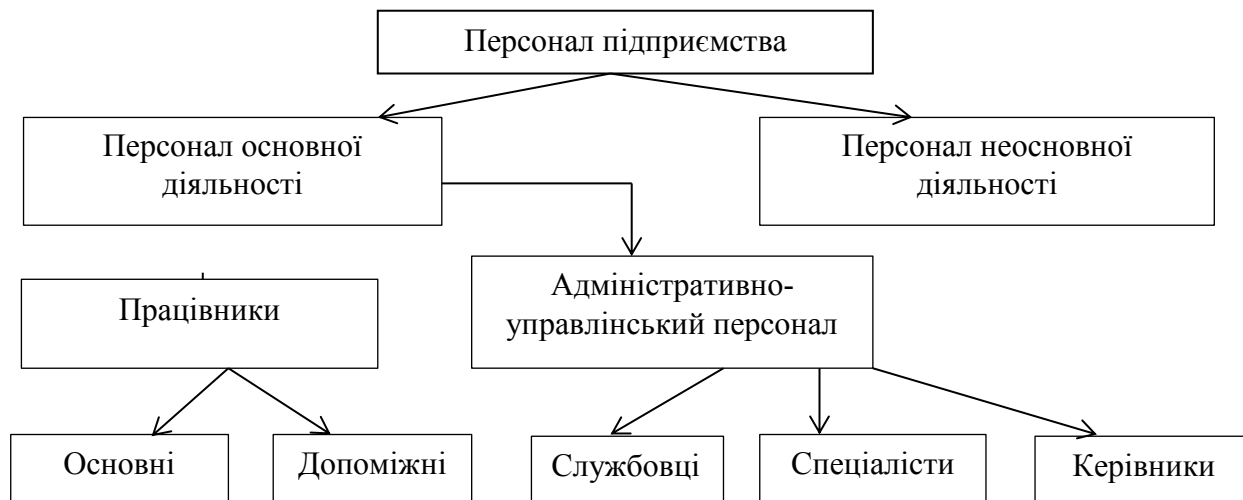 Персонал підприємства
Персонал основної
діяльності
Персонал неосновної
діяльності
Працівники
Адміністративно-
управлінський персонал
Основні
Допоміжні
Службовці
Спеціалісти
Керівники